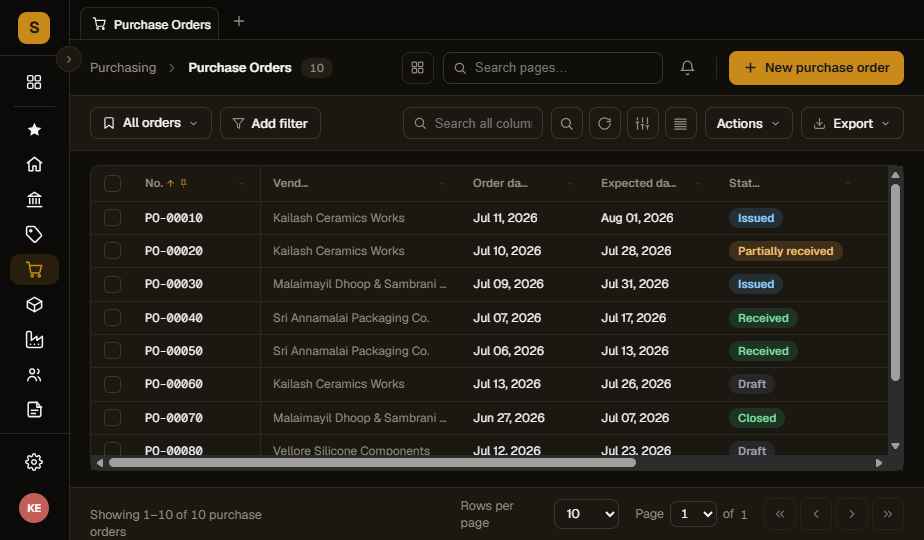 S
Purchase Orders
Purchasing
Purchase Orders
10
Search pages...
New purchase order
All orders
Add filter
Search all colum
Actions
Export
No.
Vend...
Order da...
Expected da...
Stat...
PO-00010
Kailash Ceramics Works
Jul 11, 2026
Aug 01, 2026
Issued
PO-00020
Kailash Ceramics Works
Jul 10, 2026
Jul 28, 2026
Partially received
PO-00030
Malaimayil Dhoop & Sambrani ...
Jul 09, 2026
Jul 31, 2026
Issued
PO-00040
Sri Annamalai Packaging Co.
Jul 07, 2026
Jul 17, 2026
Received
PO-00050
Sri Annamalai Packaging Co.
Jul 06, 2026
Jul 13, 2026
Received
PO-00060
Kailash Ceramics Works
Jul 13, 2026
Jul 26, 2026
Draft
PO-00070
Malaimayil Dhoop & Sambrani ...
Jun 27, 2026
Jul 07, 2026
Closed
PO-00080
Vellore Silicone Components
Jul 12, 2026
Jul 23, 2026
Draft
KE
Showing 1–10 of 10 purchase
orders
Rows per
page
10
Page
1
of 1